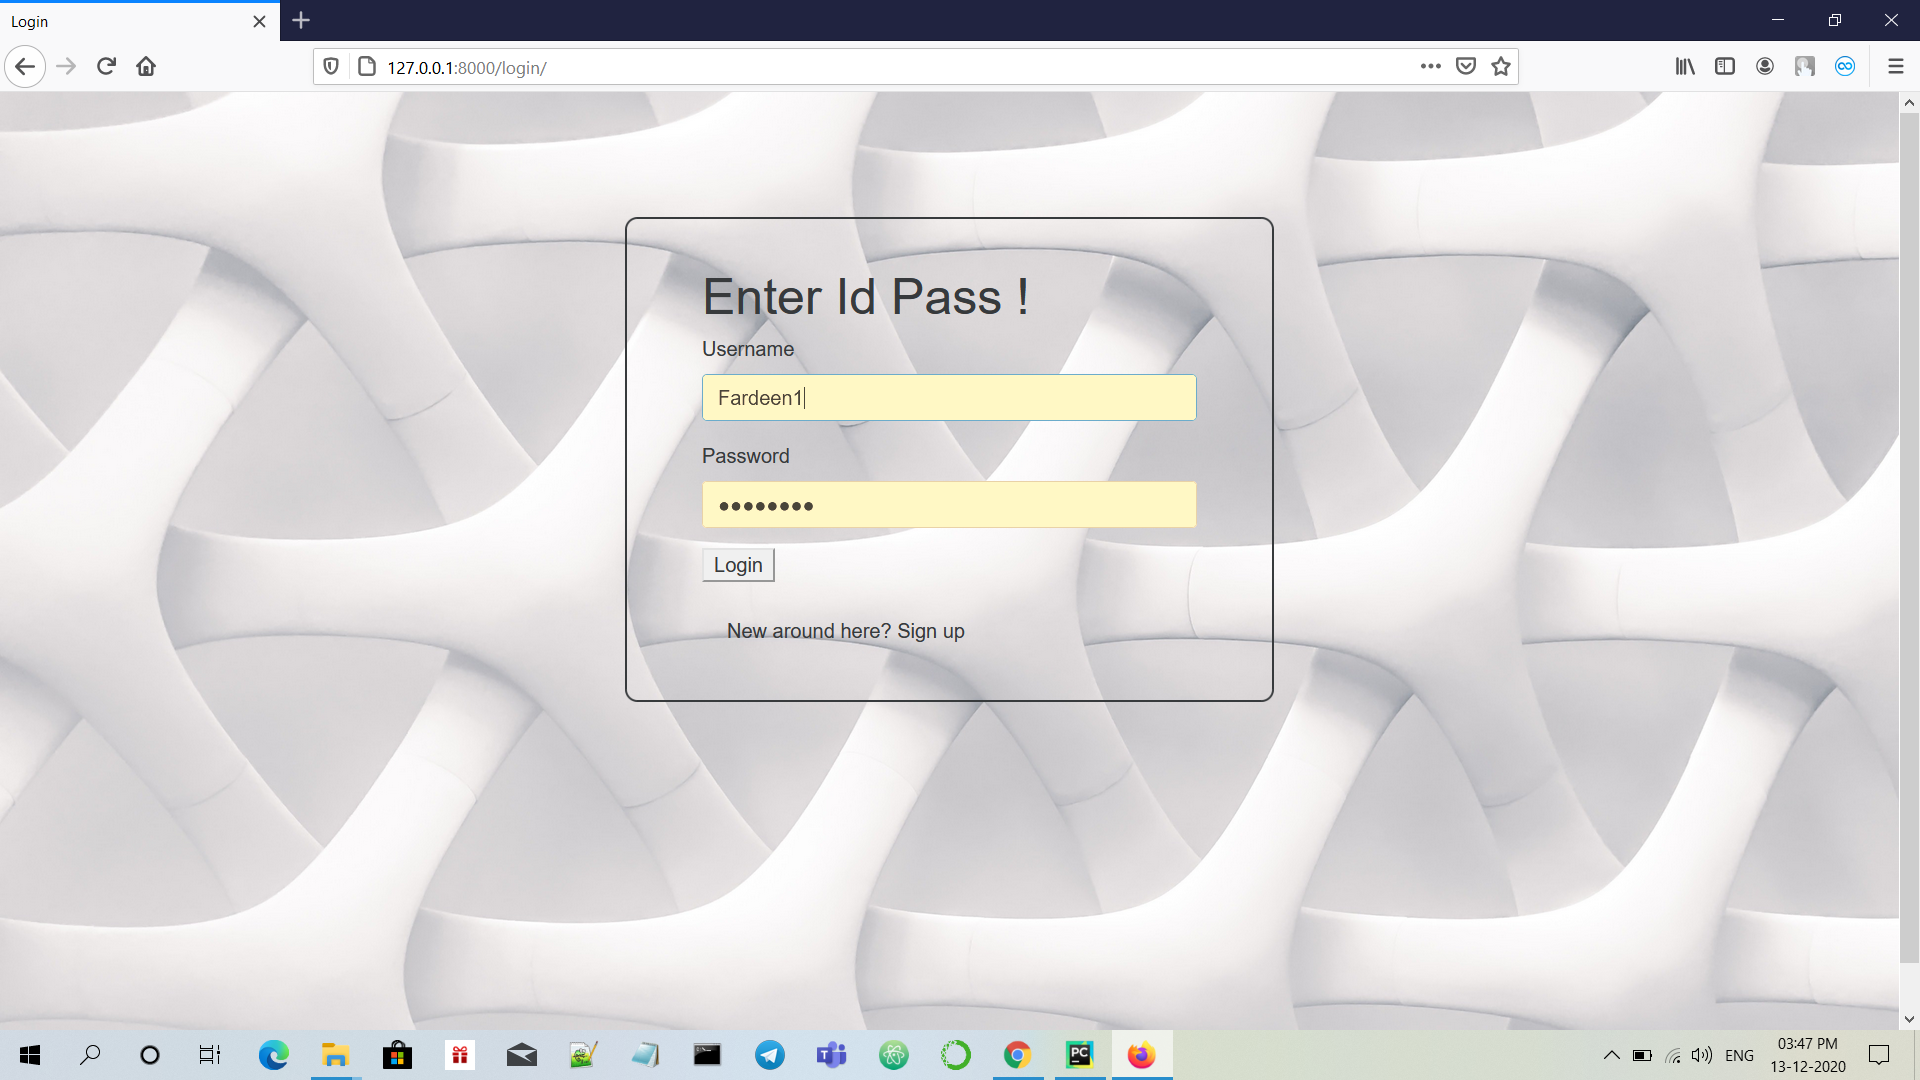 Login
127.0.0.1:8000/login/
Enter Id Pass !
Username
Fardeen1
Password
••••••••
Login
New around here? Sign up
PC
ENG
03:47 PM
13-12-2020